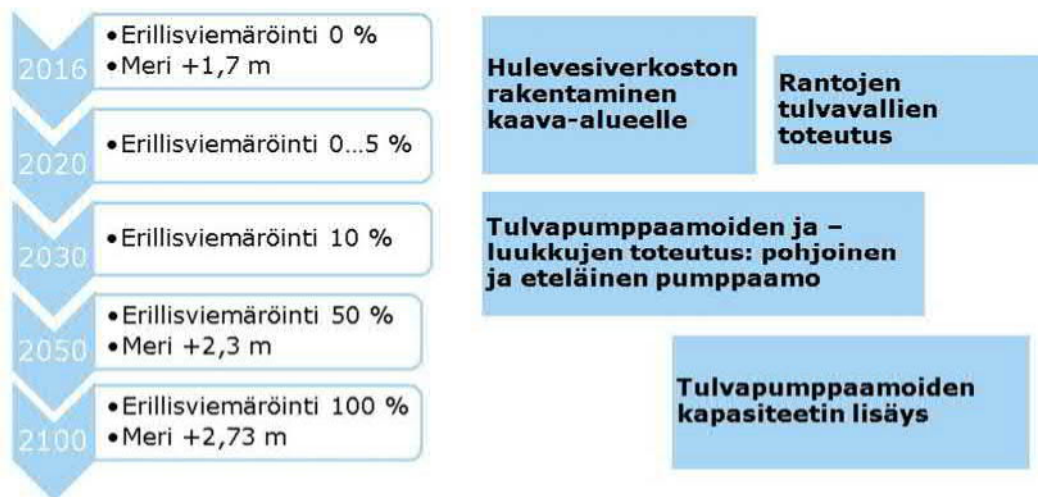 2016
•Erillisviemäröinti 0 %
•Meri +1,7 m
2020
•Erillisviemäröinti 0...5 %
2030
•Erillisviemäröinti 10 %
2050
•Erillisviemäröinti 50 %
•Meri +2,3 m
2100
•Erillisviemäröinti 100 %
•Meri +2,73 m
Hulevesiverkoston
rakentaminen
kaava-alueelle
Rantojen
tulvavallien
toteutus
Tulvapumppaamoiden ja –
luukkujen toteutus: pohjoinen
ja eteläinen pumppaamo
Tulvapumppaamoiden
kapasiteetin lisäys